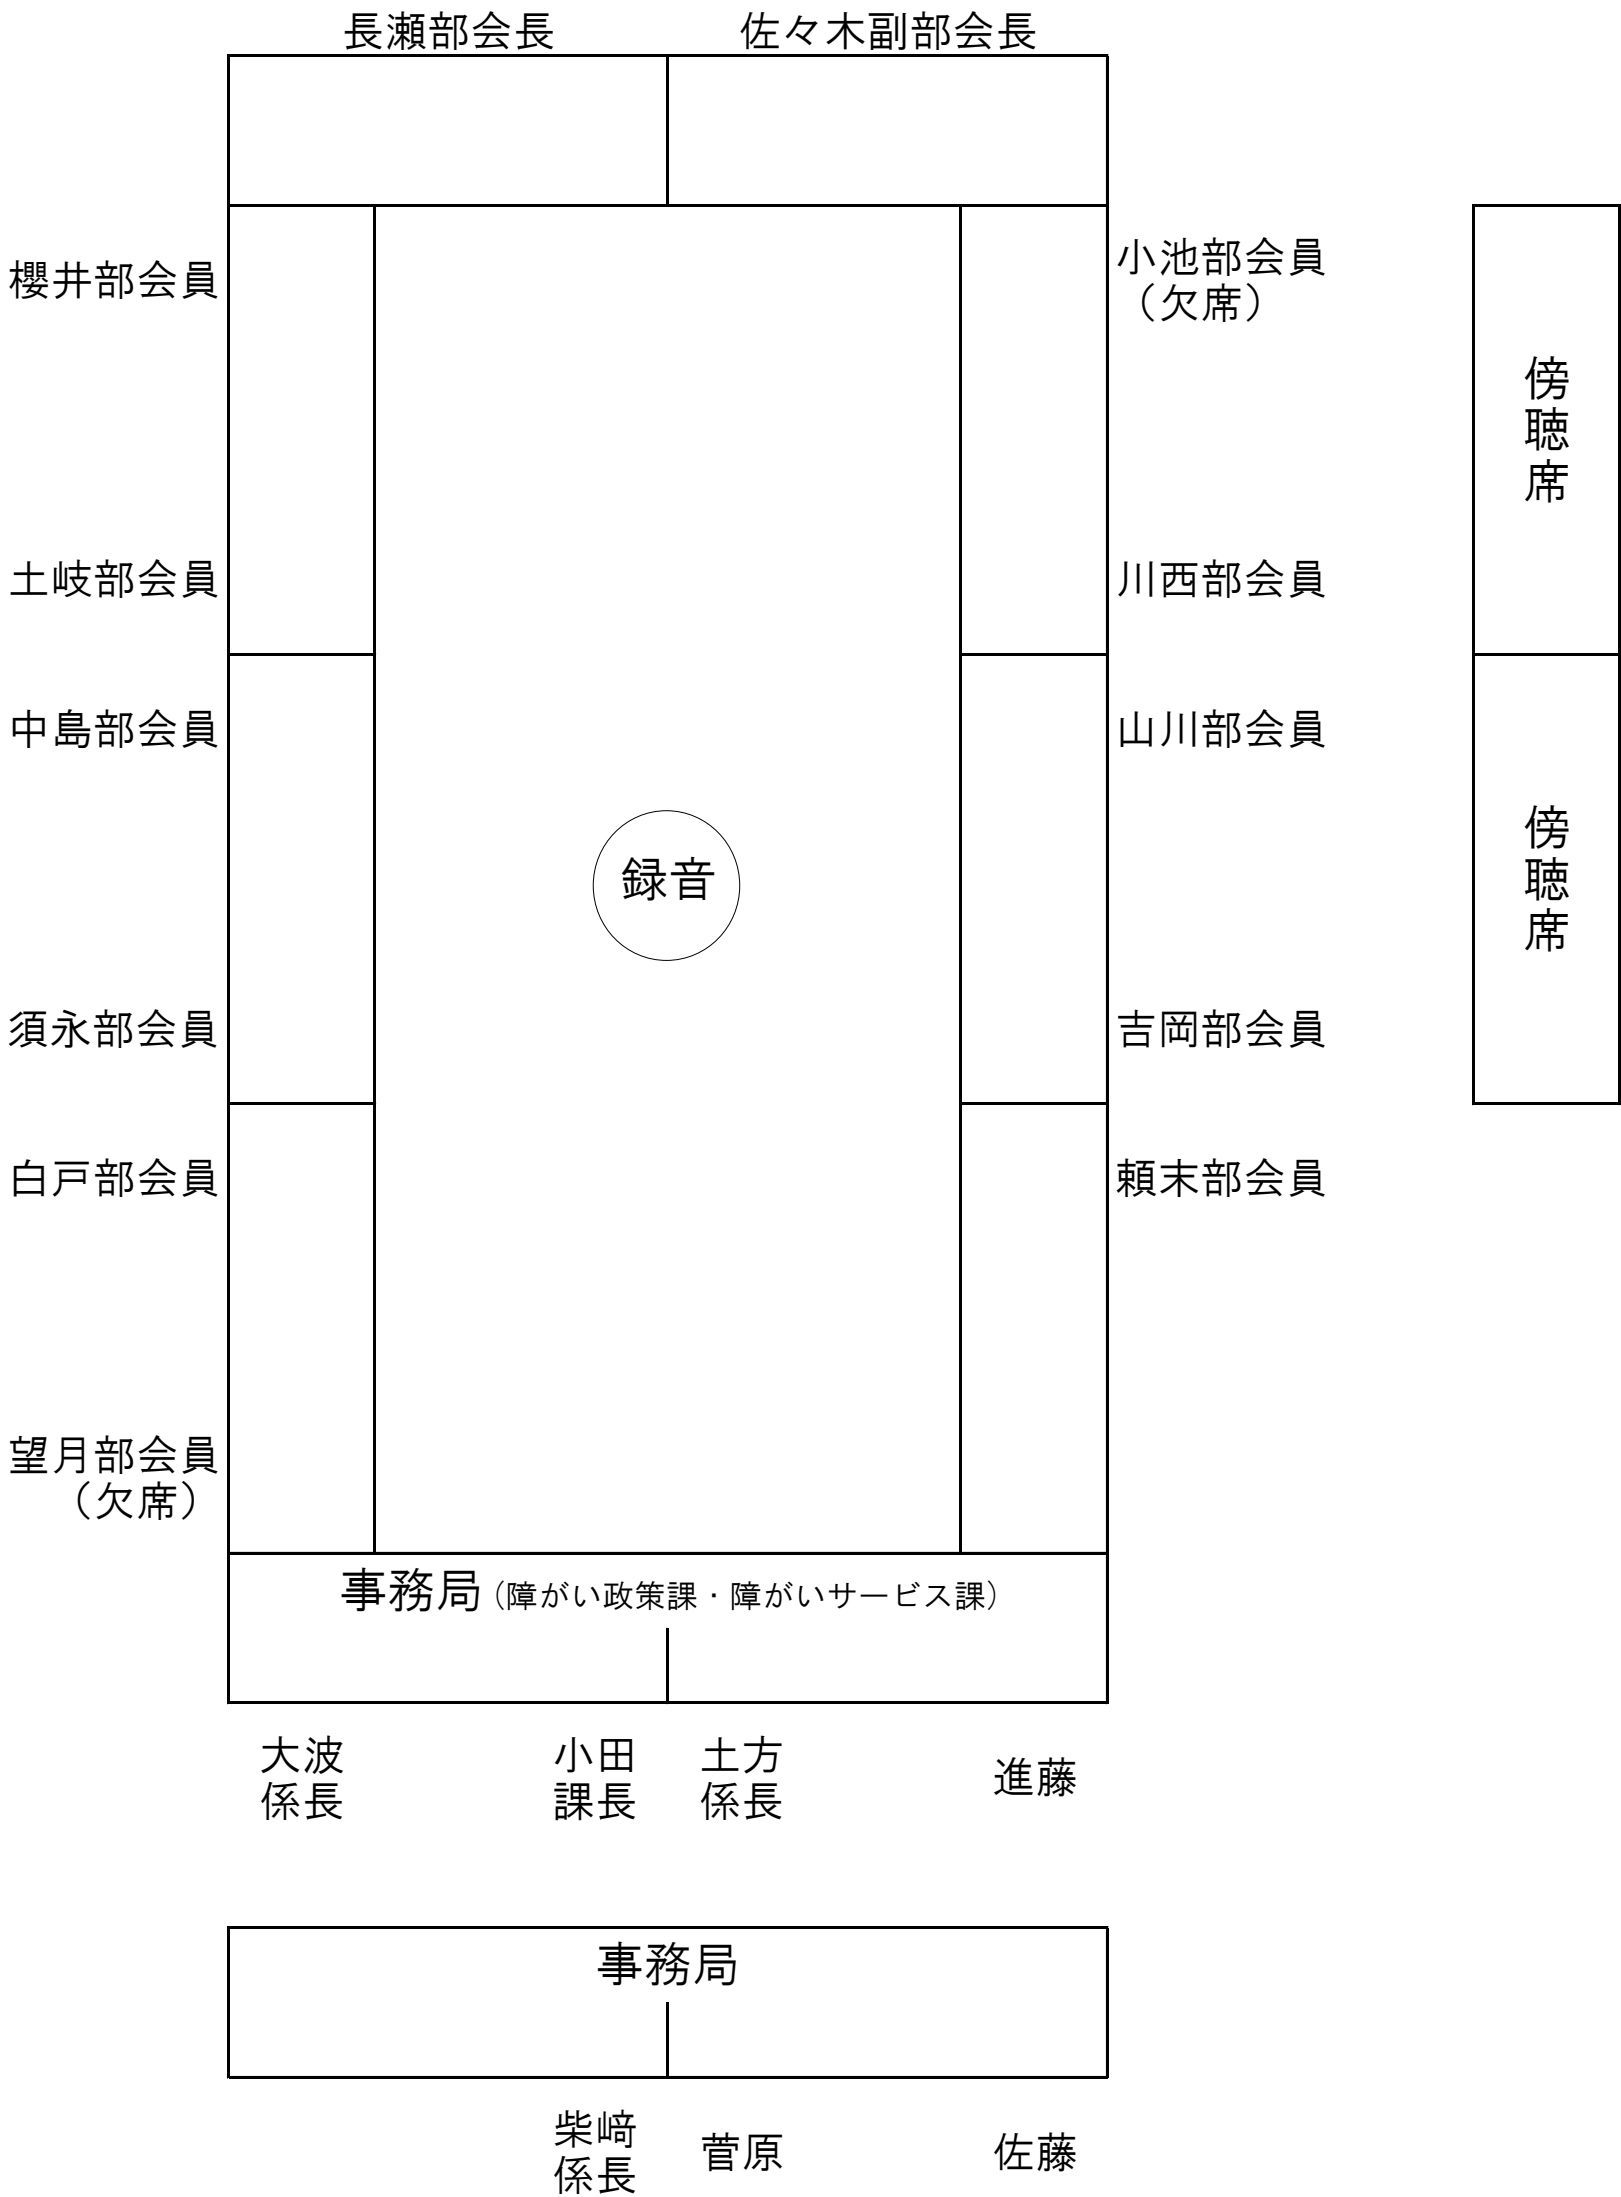 長瀬部会長
佐々木副部会長
櫻井部会員
小池部会員
（欠席）
傍聴席
土岐部会員
川西部会員
中島部会員
山川部会員
傍聴席
録音
須永部会員
吉岡部会員
白戸部会員
頼末部会員
望月部会員
（欠席）
事務局（障がい政策課・障がいサービス課）
大波
係長
小田
課長
土方
係長
進藤
事務局
柴﨑
係長
菅原
佐藤